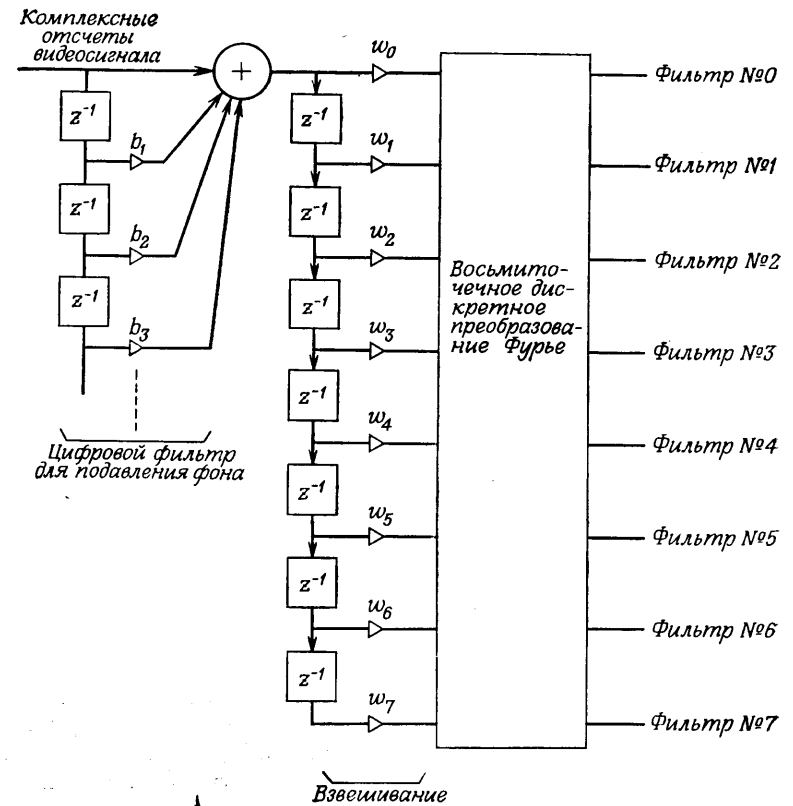 Комплексные
отсчеты
видеосигнала
+
z⁻¹
b₁
z⁻¹
b₂
z⁻¹
b₃
Цифровой фильтр
для подавления фона
w₀
z⁻¹
w₁
z⁻¹
w₂
z⁻¹
w₃
z⁻¹
w₄
z⁻¹
w₅
z⁻¹
w₆
z⁻¹
w₇
Взвешивание
Восьмито-
чечное дис-
кретное
преобразова-
ние Фурье
Фильтр №0
Фильтр №1
Фильтр №2
Фильтр №3
Фильтр №4
Фильтр №5
Фильтр №6
Фильтр №7